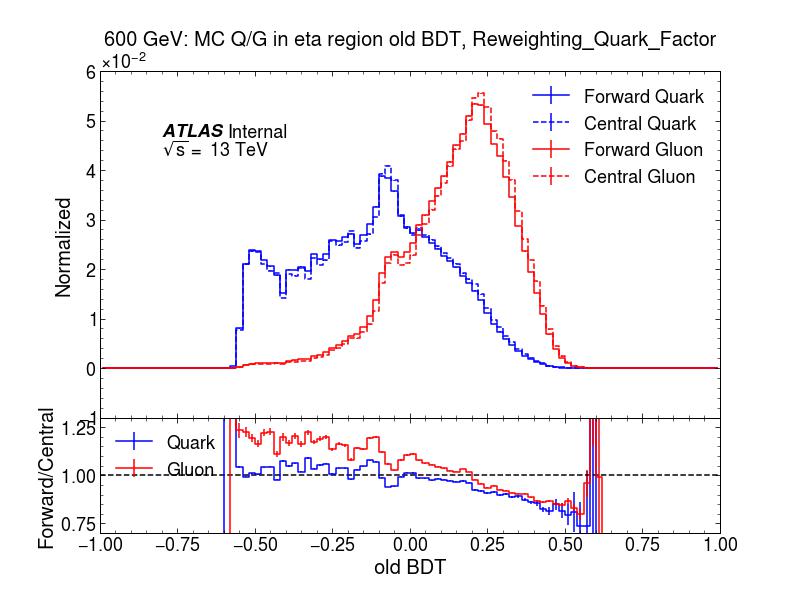 600 GeV: MC Q/G in eta region old BDT, Reweighting_Quark_Factor
×10⁻²
6
5
4
3
2
1
0
1
Normalized
ATLAS Internal
√s = 13 TeV
Forward Quark
Central Quark
Forward Gluon
Central Gluon
1.25
1.00
0.75
Forward/Central
Quark
Gluon
−1.00 −0.75 −0.50 −0.25 0.00 0.25 0.50 0.75 1.00
old BDT